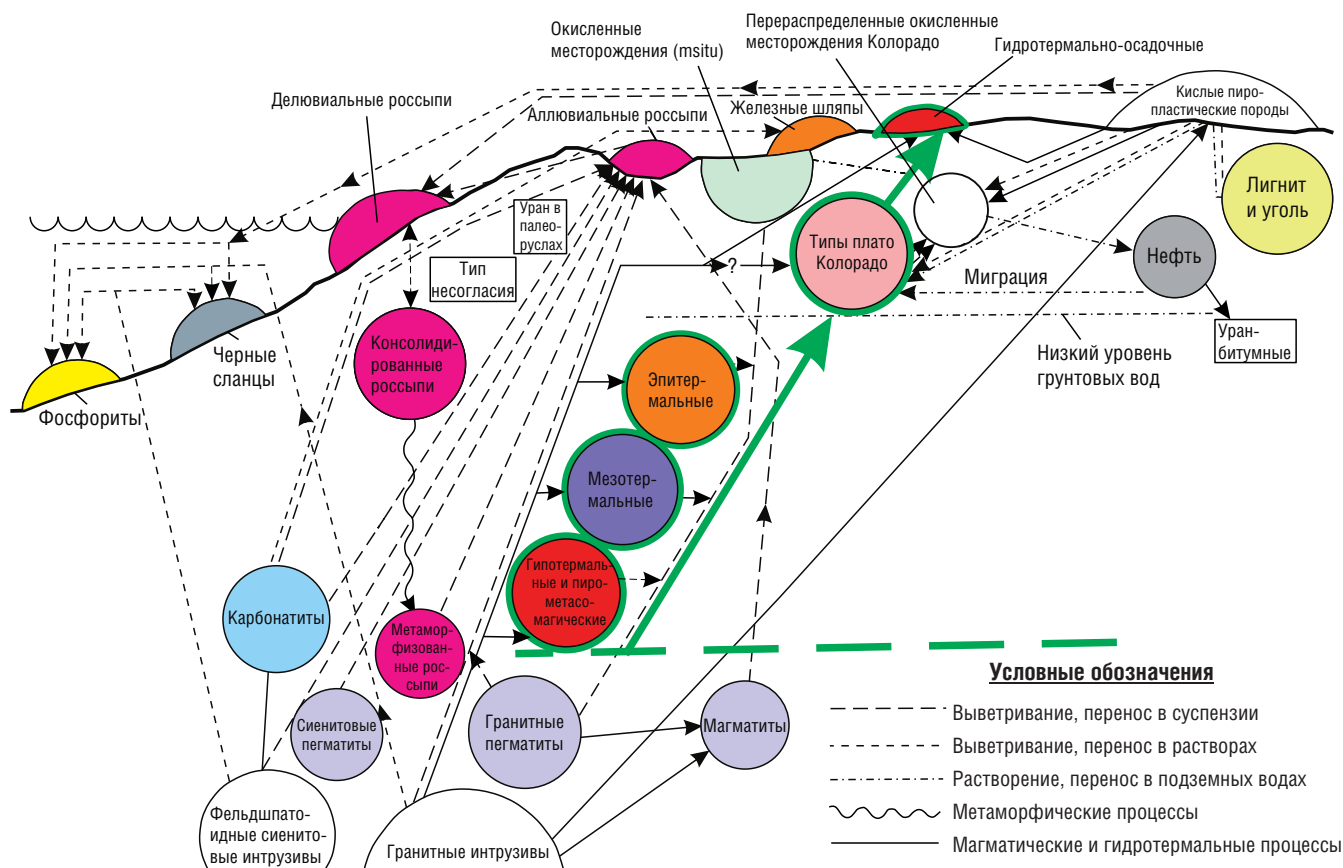 Окисленные
месторождения (msitu)
Перераспределенные окисленные
месторождения Колорадо
Гидротермально-осадочные
Делювиальные россыпи
Аллювиальные россыпи
Железные шляпы
Кислые пиро-
пластические породы
Лигнит
и уголь
Уран в
палео-
руслах
Тип
несогласия
?
Типы плато
Колорадо
Нефть
Миграция
Уран-
битумные
Низкий уровень
грунтовых вод
Консолиди-
рованные
россыпи
Черные
сланцы
Фосфориты
Эпитер-
мальные
Мезотер-
мальные
Гипотермаль-
ные и пиро-
метасо-
магические
Карбонатиты
Метамор-
физован-
ные рос-
сыпи
Сиенитовые
пегматиты
Гранитные
пегматиты
Магматиты
Фельдшпато-
идные сиенито-
вые интрузивы
Гранитные интрузивы
Условные обозначения
Выветривание, перенос в суспензии
Выветривание, перенос в растворах
Растворение, перенос в подземных водах
Метаморфические процессы
Магматические и гидротермальные процессы